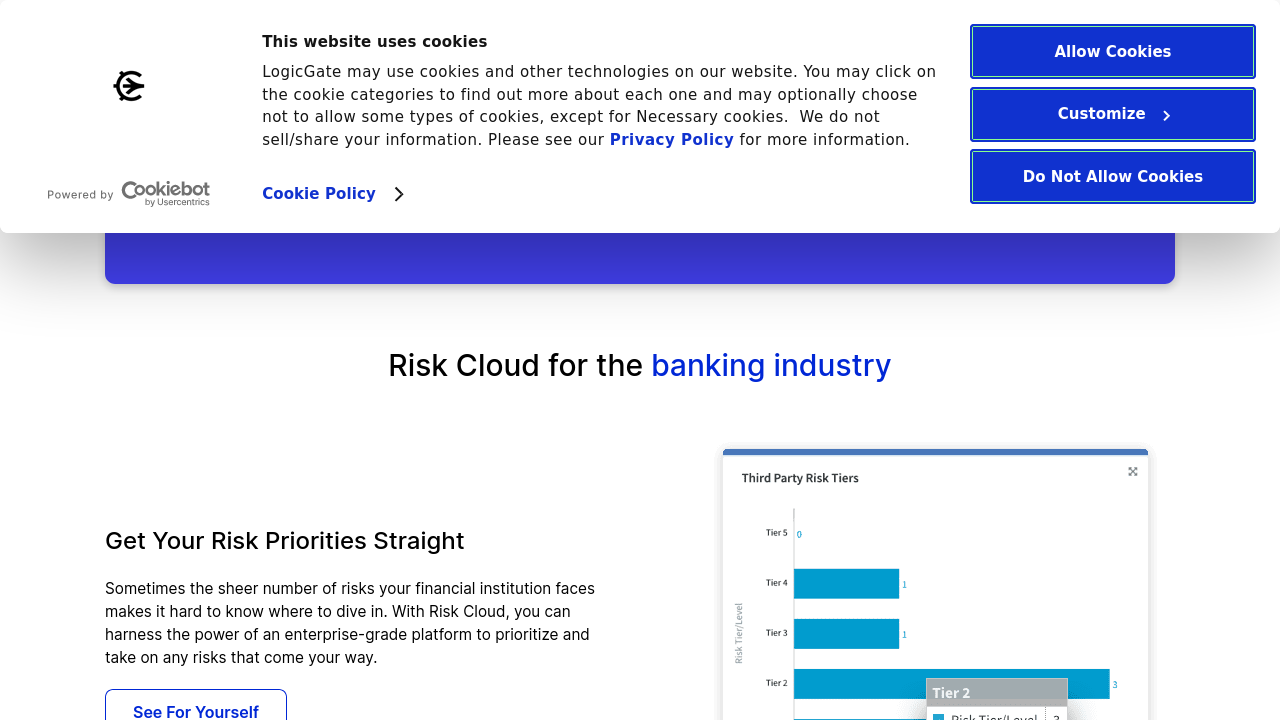 This website uses cookies
LogicGate may use cookies and other technologies on our website. You may click on
the cookie categories to find out more about each one and may optionally choose
not to allow some types of cookies, except for Necessary cookies.  We do not
sell/share your information. Please see our Privacy Policy for more information.
Cookie Policy
Powered by Cookiebot
by Usercentrics
Allow Cookies
Customize
Do Not Allow Cookies
Risk Cloud for the banking industry
Get Your Risk Priorities Straight
Sometimes the sheer number of risks your financial institution faces
makes it hard to know where to dive in. With Risk Cloud, you can
harness the power of an enterprise-grade platform to prioritize and
take on any risks that come your way.
See For Yourself
Third Party Risk Tiers
Risk Tier/Level
Tier 5 0
Tier 4 1
Tier 3 1
Tier 2 3
Tier 2
Risk Tier/Level 3